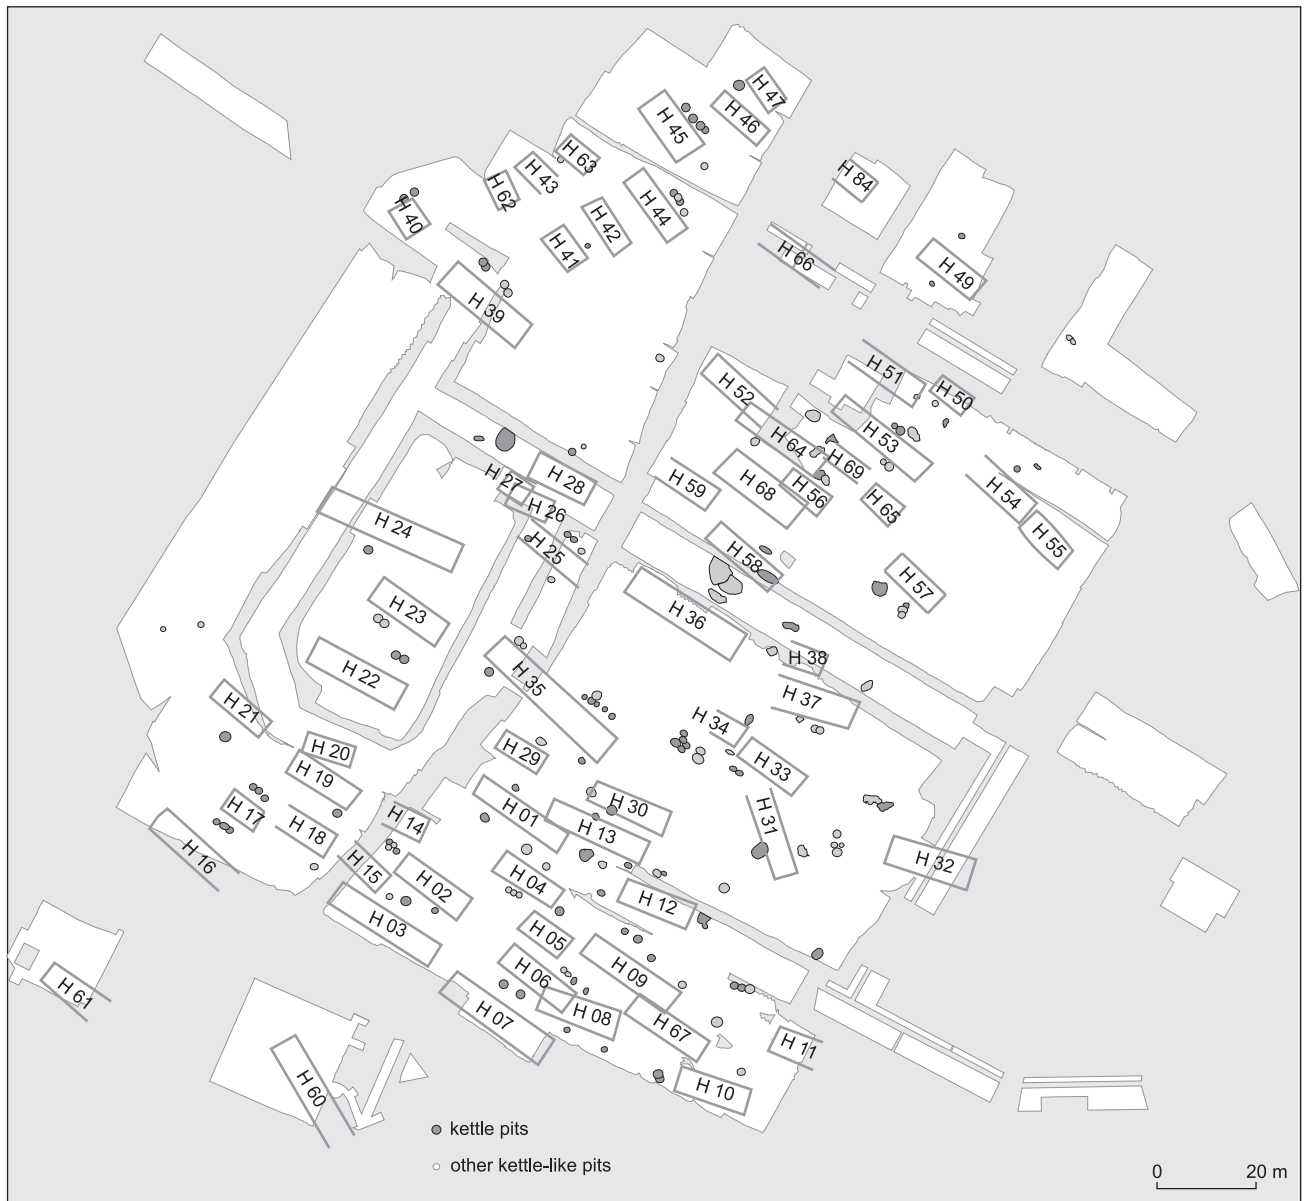 H 47
H 46
H 45
H 63
H 43
H 62
H 84
H 44
H 40
H 42
H 41
H 66
H 49
H 39
H 51
H 52
H 50
H 53
H 64
H 69
H 27
H 28
H 59
H 68
H 56
H 65
H 54
H 26
H 24
H 25
H 55
H 58
H 57
H 23
H 36
H 38
H 22
H 35
H 37
H 21
H 34
H 20
H 29
H 33
H 19
H 30
H 01
H 13
H 31
H 17
H 18
H 14
H 16
H 15
H 02
H 04
H 32
H 12
H 03
H 05
H 06
H 09
H 61
H 07
H 08
H 67
H 11
H 60
H 10
kettle pits
other kettle-like pits
0 20 m